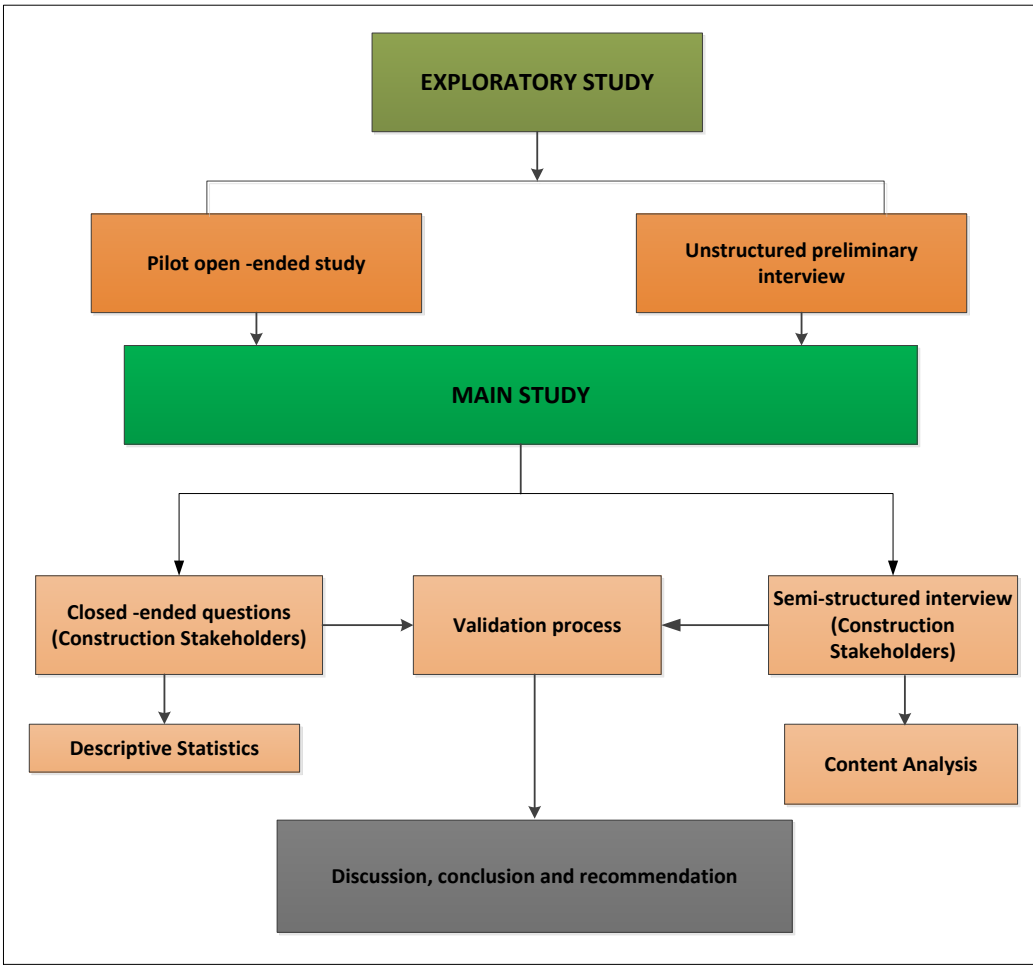 EXPLORATORY STUDY
Pilot open -ended study
Unstructured preliminary
interview
MAIN STUDY
Closed -ended questions
(Construction Stakeholders)
Validation process
Semi-structured interview
(Construction
Stakeholders)
Descriptive Statistics
Content Analysis
Discussion, conclusion and recommendation